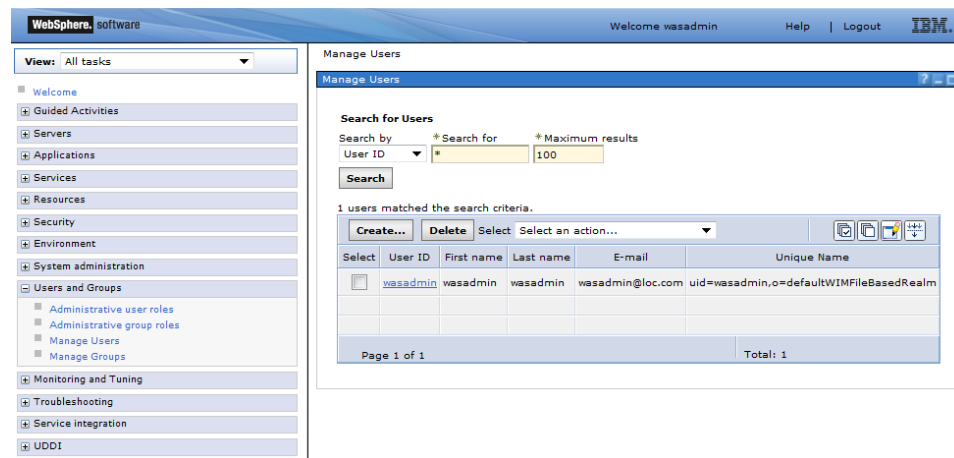 WebSphere. software Welcome wasadmin Help | Logout IBM.
View: All tasks
Welcome
Guided Activities
Servers
Applications
Services
Resources
Security
Environment
System administration
Users and Groups
Administrative user roles
Administrative group roles
Manage Users
Manage Groups
Monitoring and Tuning
Troubleshooting
Service integration
UDDI
Manage Users
Manage Users ? _
Search for Users
Search by *Search for *Maximum results
User ID * 100
Search
1 users matched the search criteria.
Create... Delete Select Select an action...
Select User ID First name Last name E-mail Unique Name
wasadmin wasadmin wasadmin wasadmin@loc.com uid=wasadmin,o=defaultWIMFileBasedRealm
Page 1 of 1 Total: 1